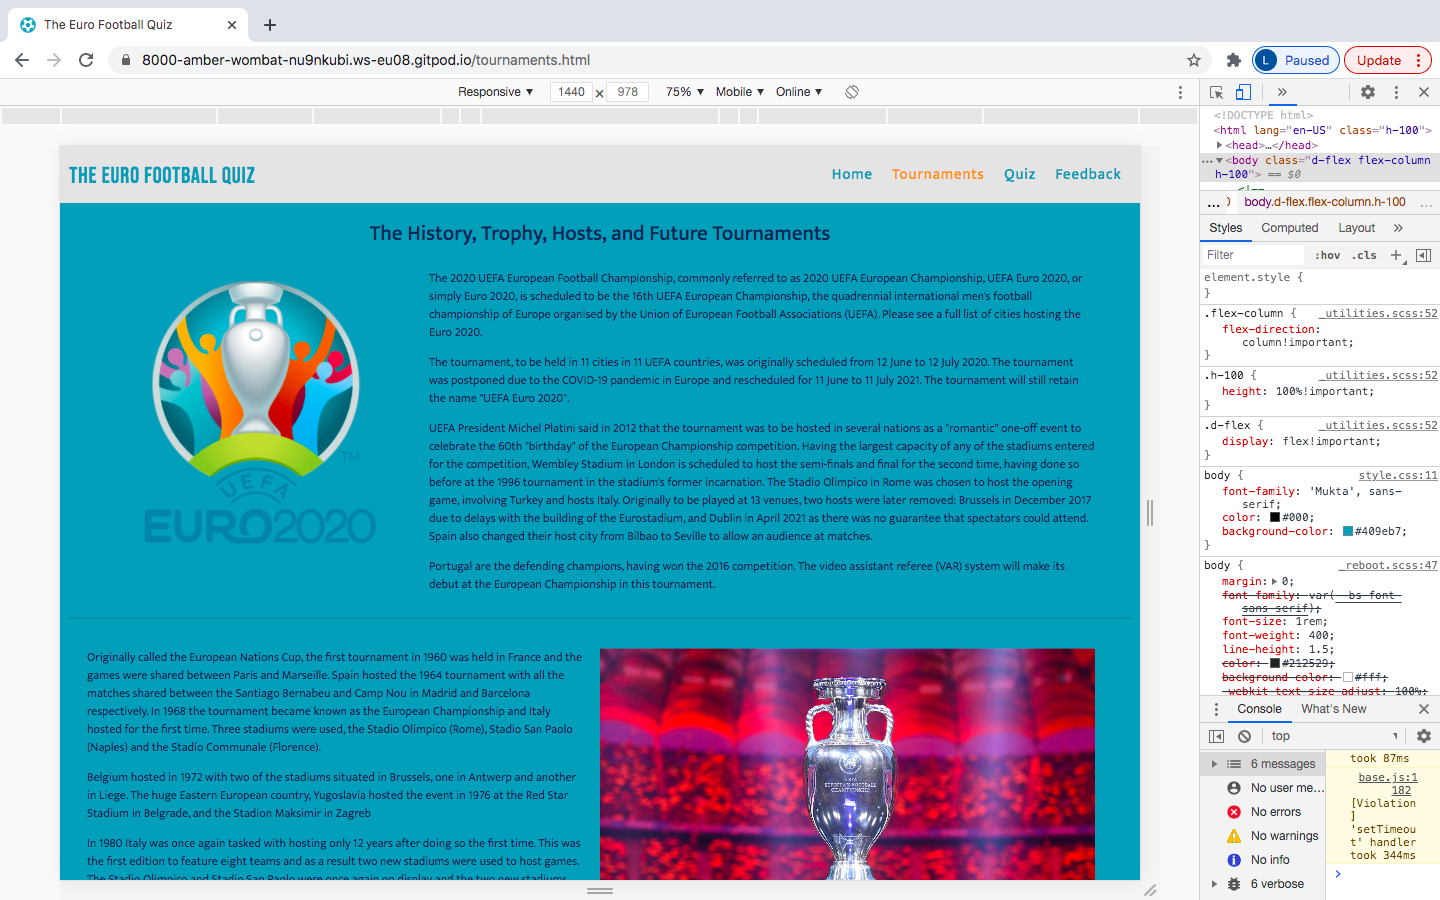 The Euro Football Quiz
8000-amber-wombat-nu9nkubi.ws-eu08.gitpod.io/tournaments.html
L Paused
Update
Responsive ▼ 1440 × 978 75% ▼ Mobile ▼ Online ▼
THE EURO FOOTBALL QUIZ
Home Tournaments Quiz Feedback
The History, Trophy, Hosts, and Future Tournaments
TM
UEFA
EURO2020
The 2020 UEFA European Football Championship, commonly referred to as 2020 UEFA European Championship, UEFA Euro 2020, or
simply Euro 2020, is scheduled to be the 16th UEFA European Championship, the quadrennial international men's football
championship of Europe organised by the Union of European Football Associations (UEFA). Please see a full list of cities hosting the
Euro 2020.
The tournament, to be held in 11 cities in 11 UEFA countries, was originally scheduled from 12 June to 12 July 2020. The tournament
was postponed due to the COVID-19 pandemic in Europe and rescheduled for 11 June to 11 July 2021. The tournament will still retain
the name "UEFA Euro 2020".
UEFA President Michel Platini said in 2012 that the tournament was to be hosted in several nations as a "romantic" one-off event to
celebrate the 60th "birthday" of the European Championship competition. Having the largest capacity of any of the stadiums entered
for the competition, Wembley Stadium in London is scheduled to host the semi-finals and final for the second time, having done so
before at the 1996 tournament in the stadium's former incarnation. The Stadio Olimpico in Rome was chosen to host the opening
game, involving Turkey and hosts Italy. Originally to be played at 13 venues, two hosts were later removed: Brussels in December 2017
due to delays with the building of the Eurostadium, and Dublin in April 2021 as there was no guarantee that spectators could attend.
Spain also changed their host city from Bilbao to Seville to allow an audience at matches.
Portugal are the defending champions, having won the 2016 competition. The video assistant referee (VAR) system will make its
debut at the European Championship in this tournament.
Originally called the European Nations Cup, the first tournament in 1960 was held in France and the
games were shared between Paris and Marseille. Spain hosted the 1964 tournament with all the
matches shared between the Santiago Bernabeu and Camp Nou in Madrid and Barcelona
respectively. In 1968 the tournament became known as the European Championship and Italy
hosted for the first time. Three stadiums were used, the Stadio Olimpico (Rome), Stadio San Paolo
(Naples) and the Stadio Communale (Florence).
Belgium hosted in 1972 with two of the stadiums situated in Brussels, one in Antwerp and another
in Liege. The huge Eastern European country, Yugoslavia hosted the event in 1976 at the Red Star
Stadium in Belgrade, and the Stadion Maksimir in Zagreb
In 1980 Italy was once again tasked with hosting only 12 years after doing so the first time. This was
the first edition to feature eight teams and as a result two new stadiums were used to host games.
The Stadio Olimpico and Stadio San Paolo were once again on display and the two new stadiums
UEFA
EUROPEAN FOOTBALL
CHAMPIONSHIP
<!DOCTYPE html>
<html lang="en-US" class="h-100">
▶<head>…</head>
…▼<body class="d-flex flex-column
h-100"> == $0
<!--
… body.d-flex.flex-column.h-100 …
Styles Computed Layout »
Filter :hov .cls +
element.style {
}
.flex-column { _utilities.scss:52
flex-direction:
column!important;
}
.h-100 { _utilities.scss:52
height: 100%!important;
}
.d-flex { _utilities.scss:52
display: flex!important;
}
body { style.css:11
font-family: 'Mukta', sans-
serif;
color: #000;
background-color: #409eb7;
}
body { _reboot.scss:47
margin: ▶ 0;
font-family: var(--bs-font-
sans-serif);
font-size: 1rem;
font-weight: 400;
line-height: 1.5;
color: #212529;
background-color: #fff;
-webkit-text-size-adjust: 100%;
Console What's New
top
6 messages
No user me...
No errors
No warnings
No info
6 verbose
took 87ms
base.js:1
182
[Violation
]
'setTimeou
t' handler
took 344ms